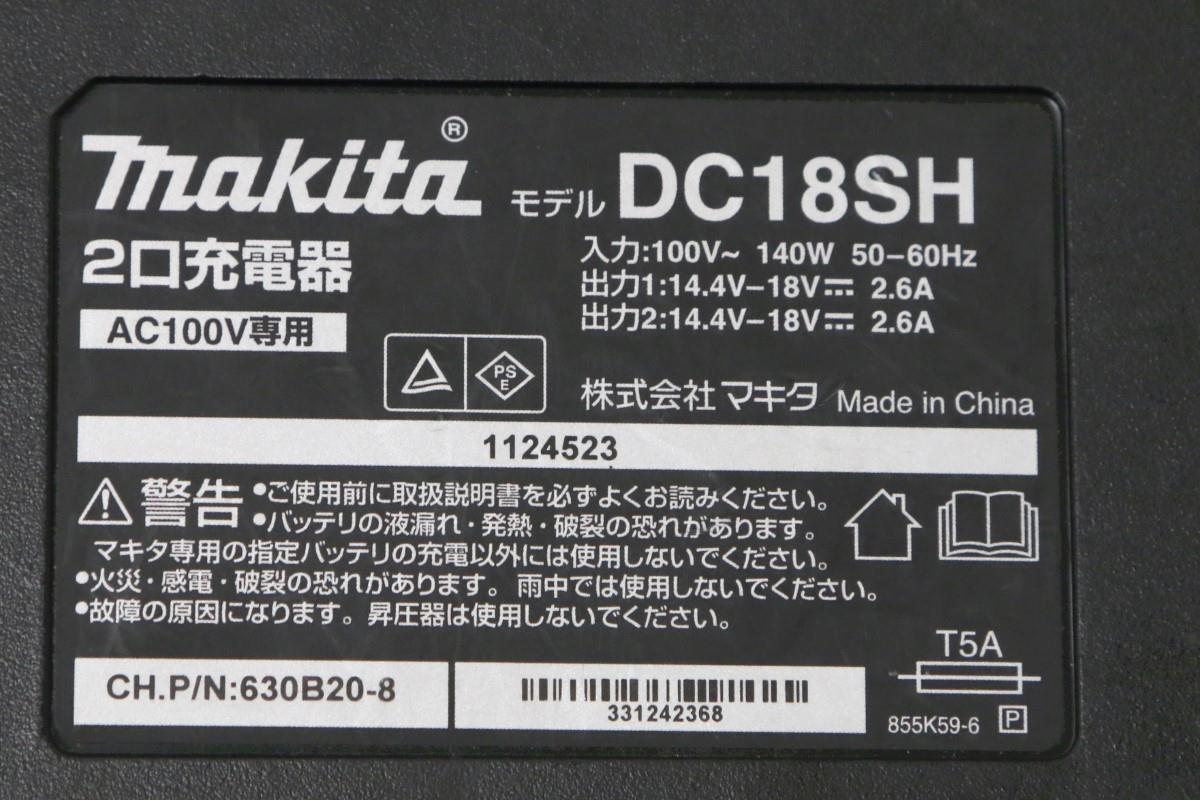 makita®
モデル DC18SH
2口充電器
入力:100V~ 140W 50-60Hz
出力1:14.4V-18V⎓ 2.6A
出力2:14.4V-18V⎓ 2.6A
AC100V専用
PS
E
株式会社マキタ Made in China
1124523
⚠警告 •ご使用前に取扱説明書を必ずよくお読みください。
•バッテリの液漏れ・発熱・破裂の恐れがあります。
マキタ専用の指定バッテリの充電以外には使用しないでください。
•火災・感電・破裂の恐れがあります。雨中では使用しないでください。
•故障の原因になります。昇圧器は使用しないでください。
T5A
CH.P/N:630B20-8
331242368
855K59-6 P